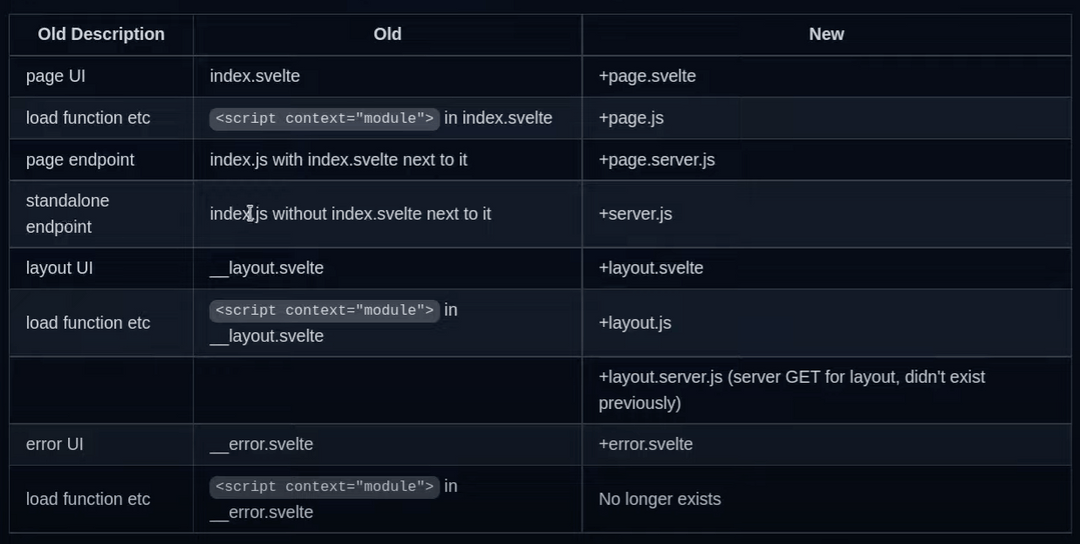 Old Description Old New
page UI index.svelte +page.svelte
load function etc <script context="module"> in index.svelte +page.js
page endpoint index.js with index.svelte next to it +page.server.js
standalone
endpoint
index.js without index.svelte next to it
+server.js
layout UI __layout.svelte +layout.svelte
load function etc
<script context="module"> in
__layout.svelte
+layout.js
+layout.server.js (server GET for layout, didn't exist
previously)
error UI __error.svelte +error.svelte
load function etc
<script context="module"> in
__error.svelte
No longer exists